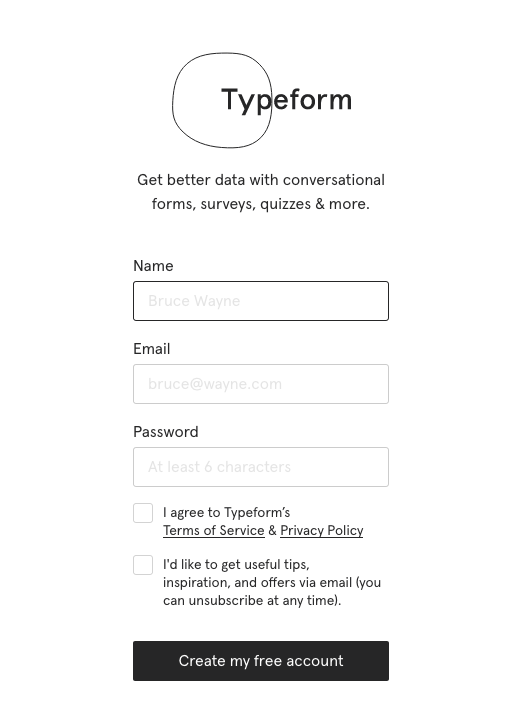 Typeform
Get better data with conversational
forms, surveys, quizzes & more.
Name
Bruce Wayne
Email
bruce@wayne.com
Password
At least 6 characters
I agree to Typeform’s
Terms of Service & Privacy Policy
I'd like to get useful tips,
inspiration, and offers via email (you
can unsubscribe at any time).
Create my free account